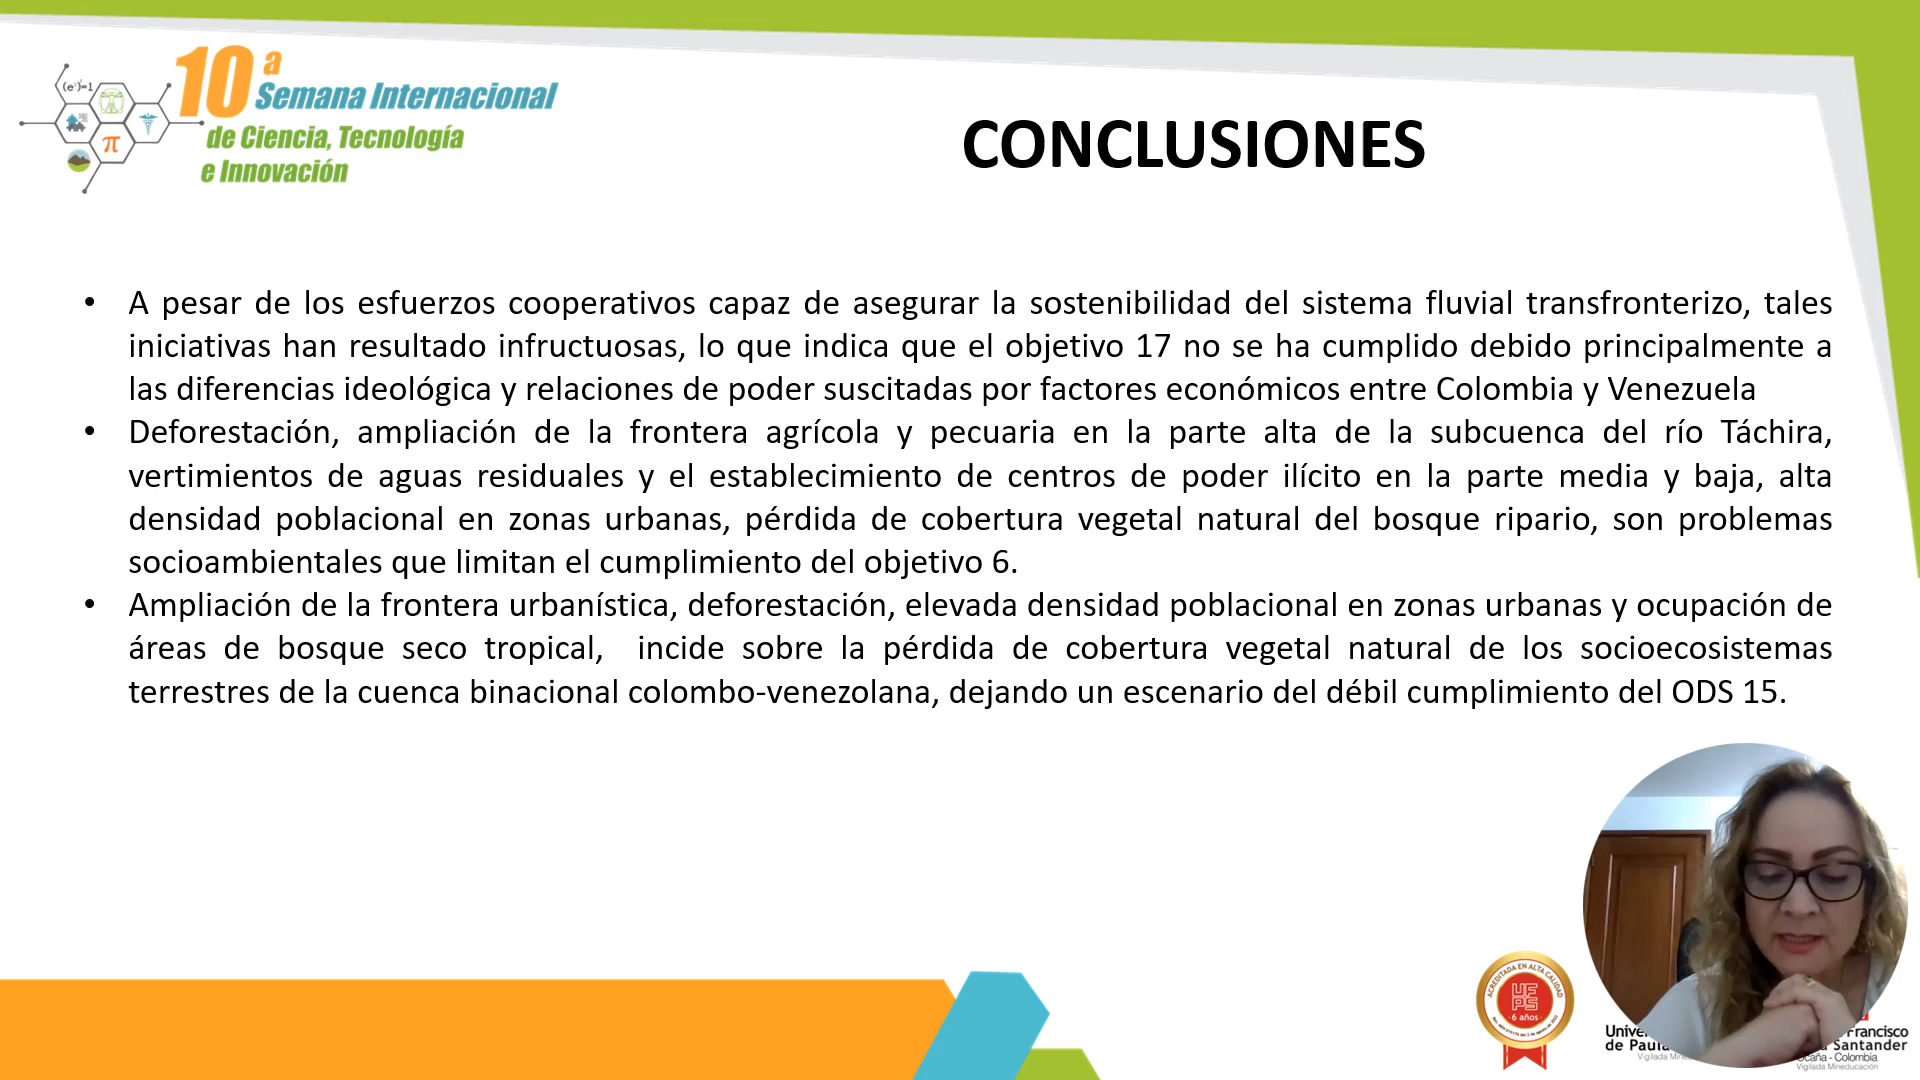 (e^i)^i=1
π
10ª
Semana Internacional
de Ciencia, Tecnología
e Innovación
CONCLUSIONES
• A pesar de los esfuerzos cooperativos capaz de asegurar la sostenibilidad del sistema fluvial transfronterizo, tales
iniciativas han resultado infructuosas, lo que indica que el objetivo 17 no se ha cumplido debido principalmente a
las diferencias ideológica y relaciones de poder suscitadas por factores económicos entre Colombia y Venezuela
• Deforestación, ampliación de la frontera agrícola y pecuaria en la parte alta de la subcuenca del río Táchira,
vertimientos de aguas residuales y el establecimiento de centros de poder ilícito en la parte media y baja, alta
densidad poblacional en zonas urbanas, pérdida de cobertura vegetal natural del bosque ripario, son problemas
socioambientales que limitan el cumplimiento del objetivo 6.
• Ampliación de la frontera urbanística, deforestación, elevada densidad poblacional en zonas urbanas y ocupación de
áreas de bosque seco tropical, incide sobre la pérdida de cobertura vegetal natural de los socioecosistemas
terrestres de la cuenca binacional colombo-venezolana, dejando un escenario del débil cumplimiento del ODS 15.
ACREDITADA EN ALTA CALIDAD
UF
PS
6 años
de Paula
Francisco
Santander
Ocaña - Colombia
Vigilada Mineducación